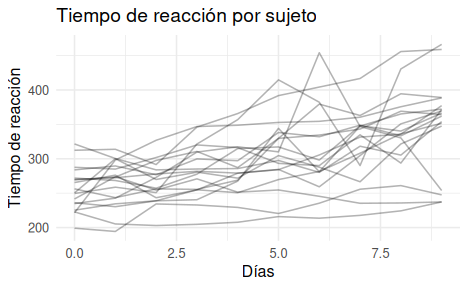 Tiempo de reacción por sujeto
Tiempo de reacción
400
300
200
0.0
2.5
5.0
7.5
Días